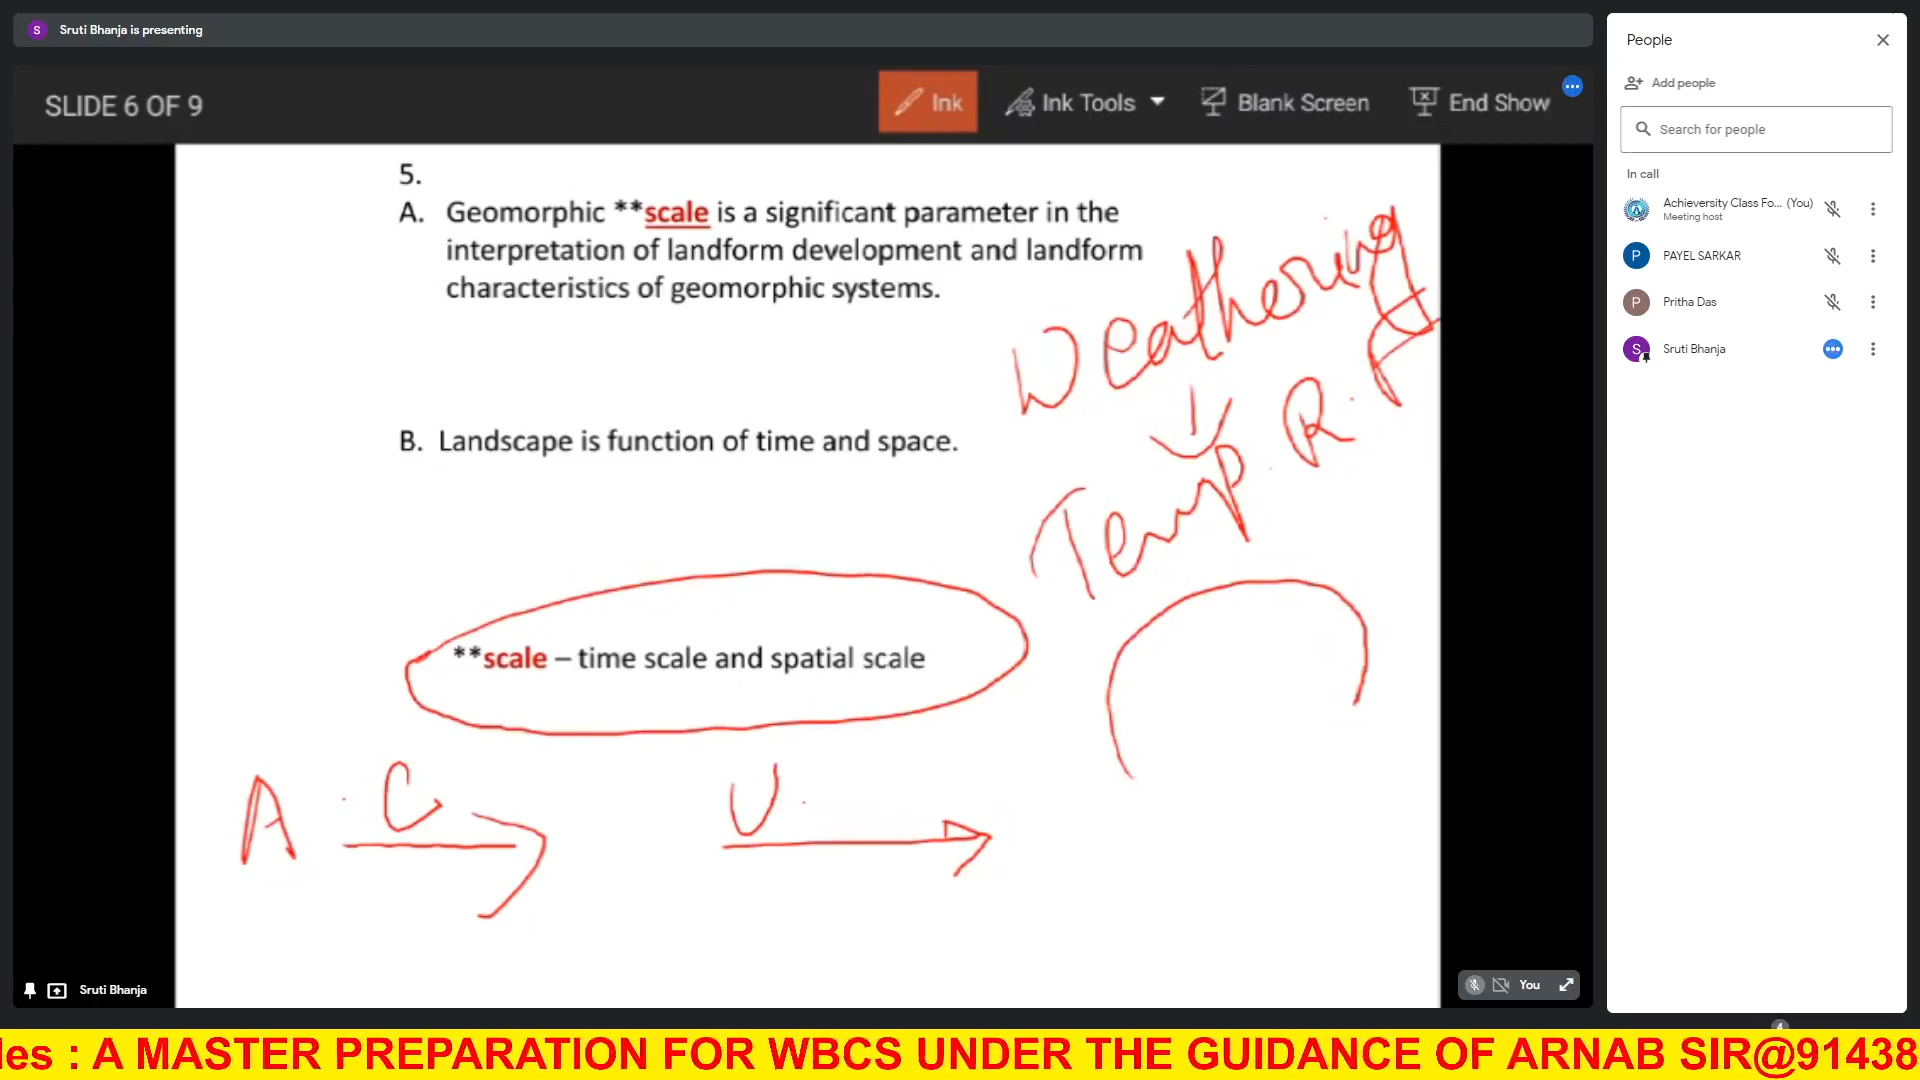 S Sruti Bhanja is presenting
SLIDE 6 OF 9
Ink
Ink Tools
Blank Screen
End Show
5.
A. Geomorphic **scale is a significant parameter in the
interpretation of landform development and landform
characteristics of geomorphic systems.
Weathering
B. Landscape is function of time and space.
Temp. R.
**scale – time scale and spatial scale
A C U
Sruti Bhanja
You
People
Add people
Search for people
In call
Achieversity Class Fo... (You)
Meeting host
P PAYEL SARKAR
P Pritha Das
S Sruti Bhanja
4
les : A MASTER PREPARATION FOR WBCS UNDER THE GUIDANCE OF ARNAB SIR@91438